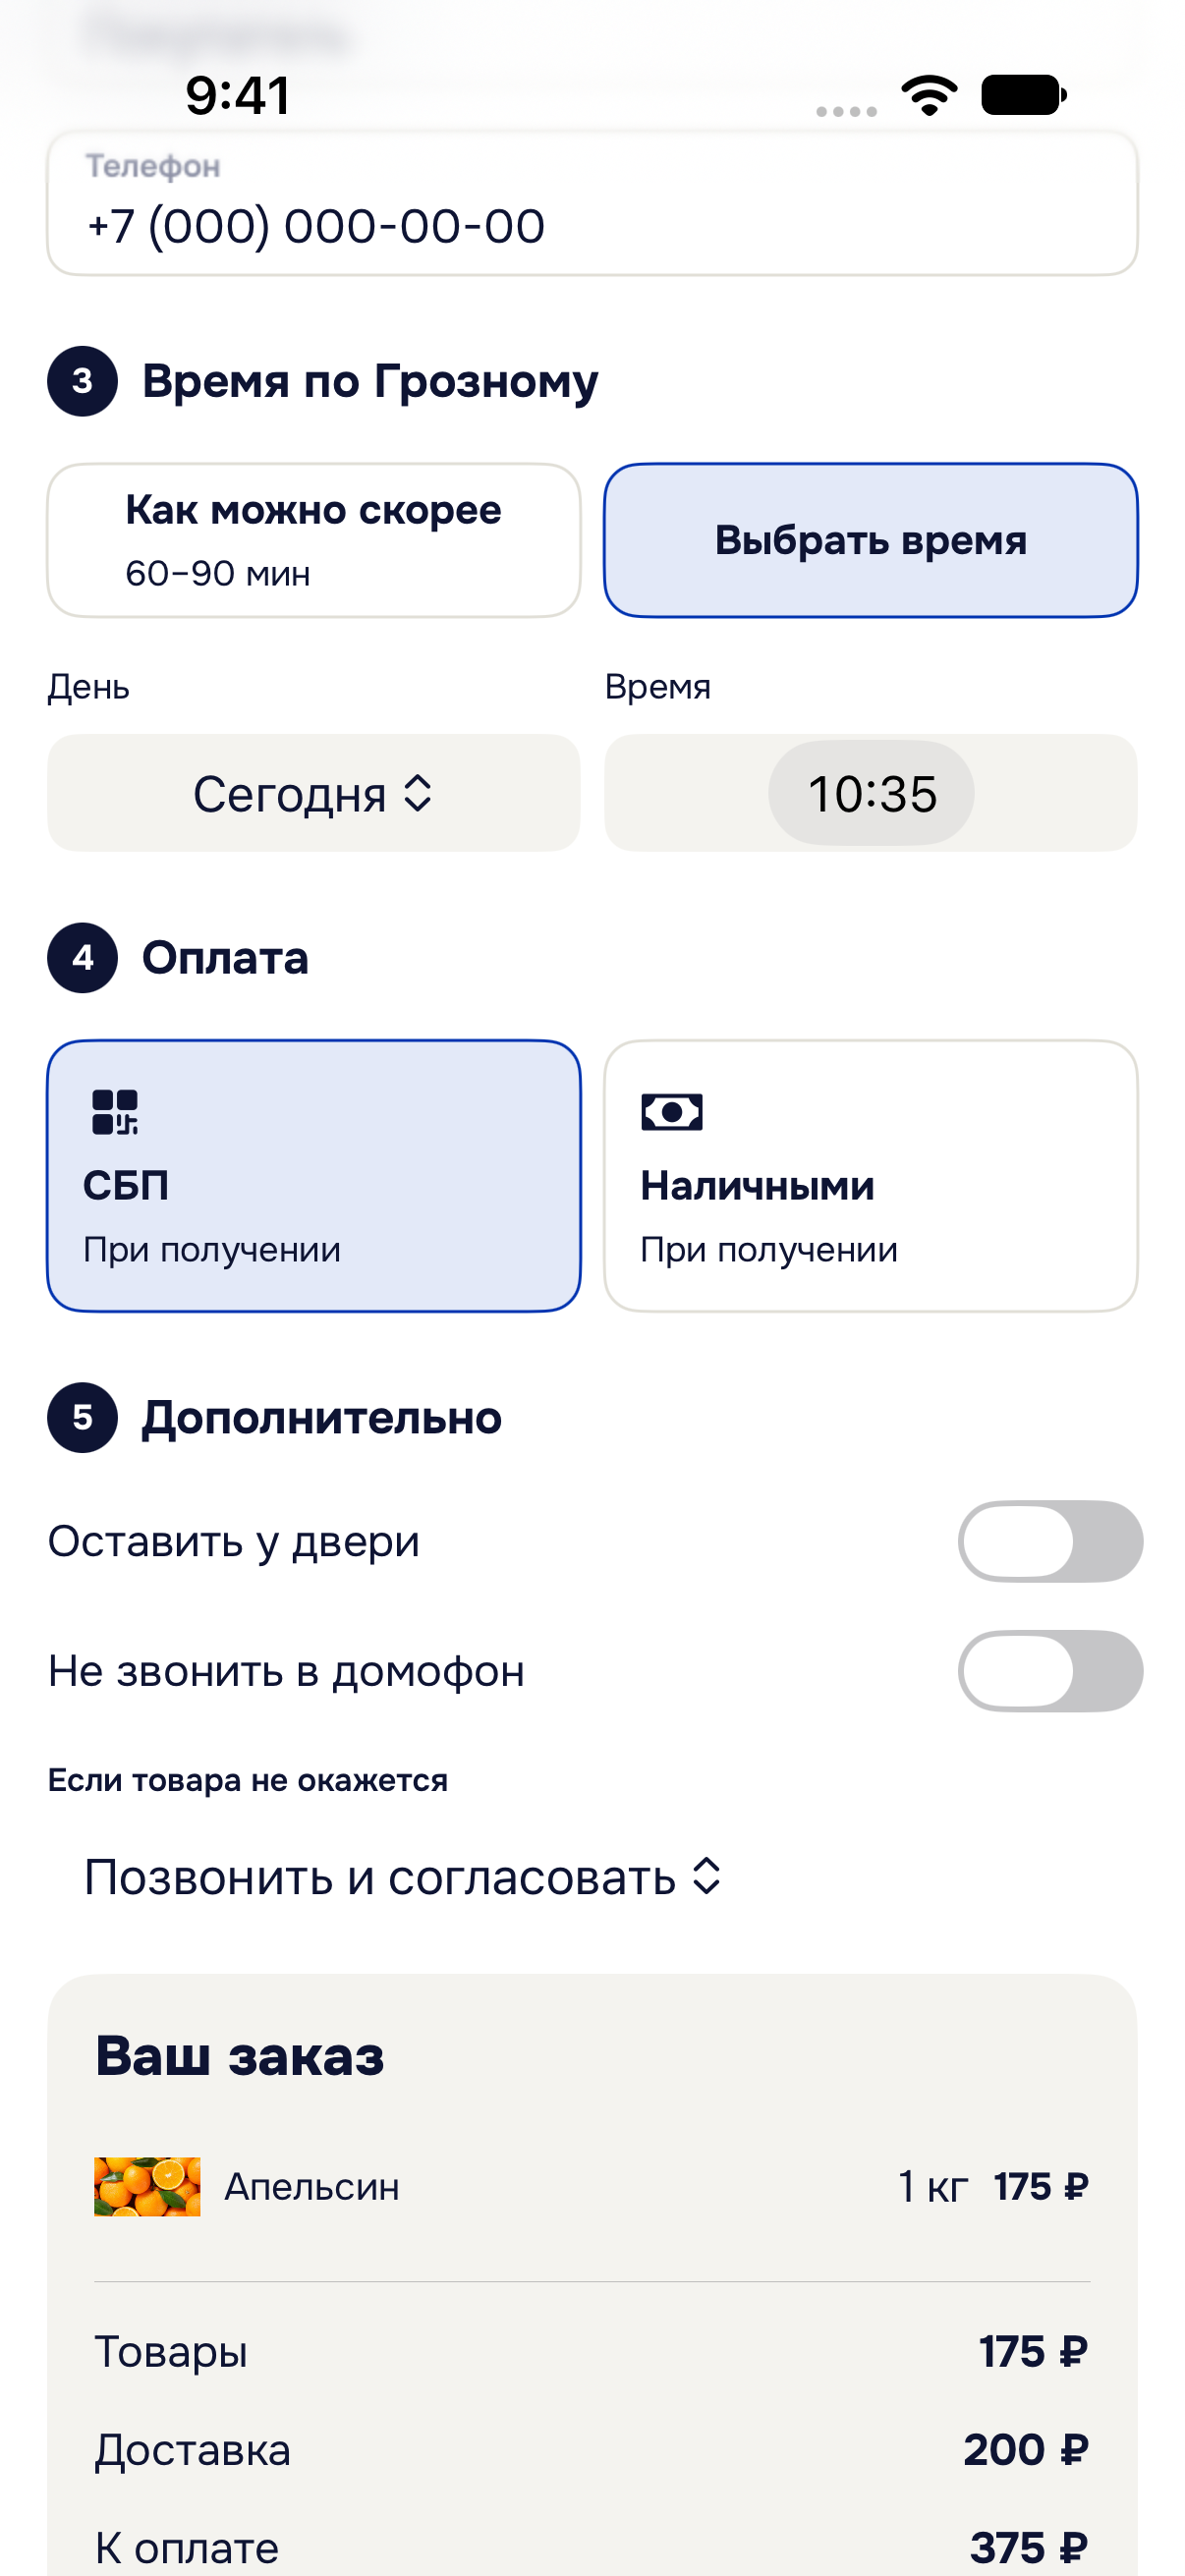 9:41
Телефон
+7 (000) 000-00-00
3 Время по Грозному
Как можно скорее
60–90 мин
Выбрать время
День
Время
Сегодня
10:35
4 Оплата
СБП
При получении
Наличными
При получении
5 Дополнительно
Оставить у двери
Не звонить в домофон
Если товара не окажется
Позвонить и согласовать
Ваш заказ
Апельсин 1 кг 175 ₽
Товары 175 ₽
Доставка 200 ₽
К оплате 375 ₽